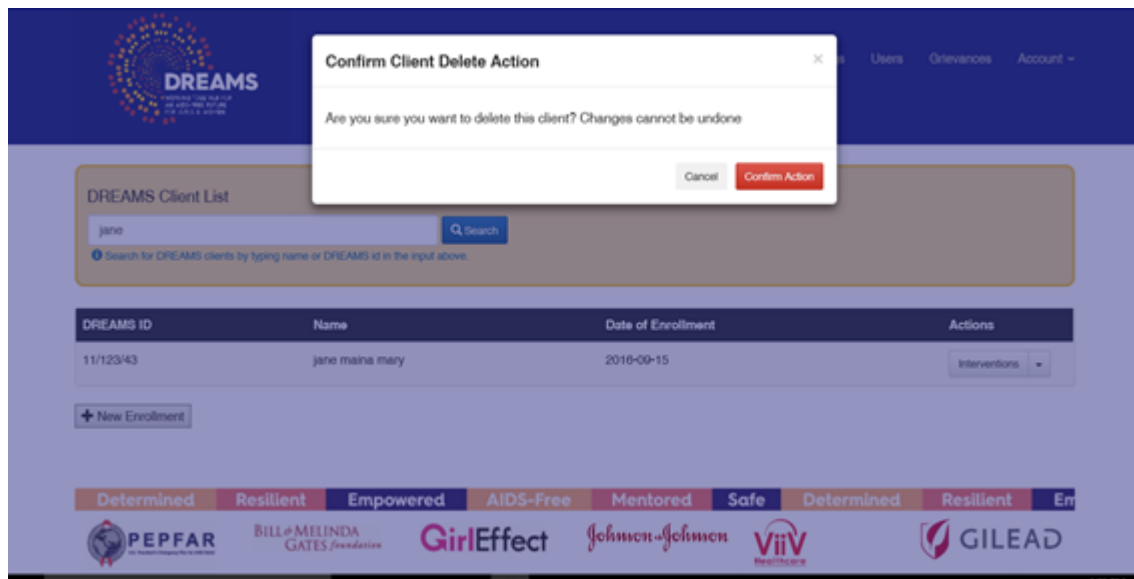 DREAMS
Confirm Client Delete Action ×
Are you sure you want to delete this client? Changes cannot be undone
Cancel Confirm Action
Users Grievances Account
DREAMS Client List
jane Search
Search for DREAMS clients by typing name or DREAMS id in the input above.
DREAMS ID Name Date of Enrollment Actions
11/123/43 jane maina mary 2016-09-15 Interventions
+ New Enrollment
Determined Resilient Empowered AIDS-Free Mentored Safe Determined Resilient Em
PEPFAR BILL & MELINDA GATES foundation GirlEffect Johnson & Johnson ViiV Healthcare GILEAD